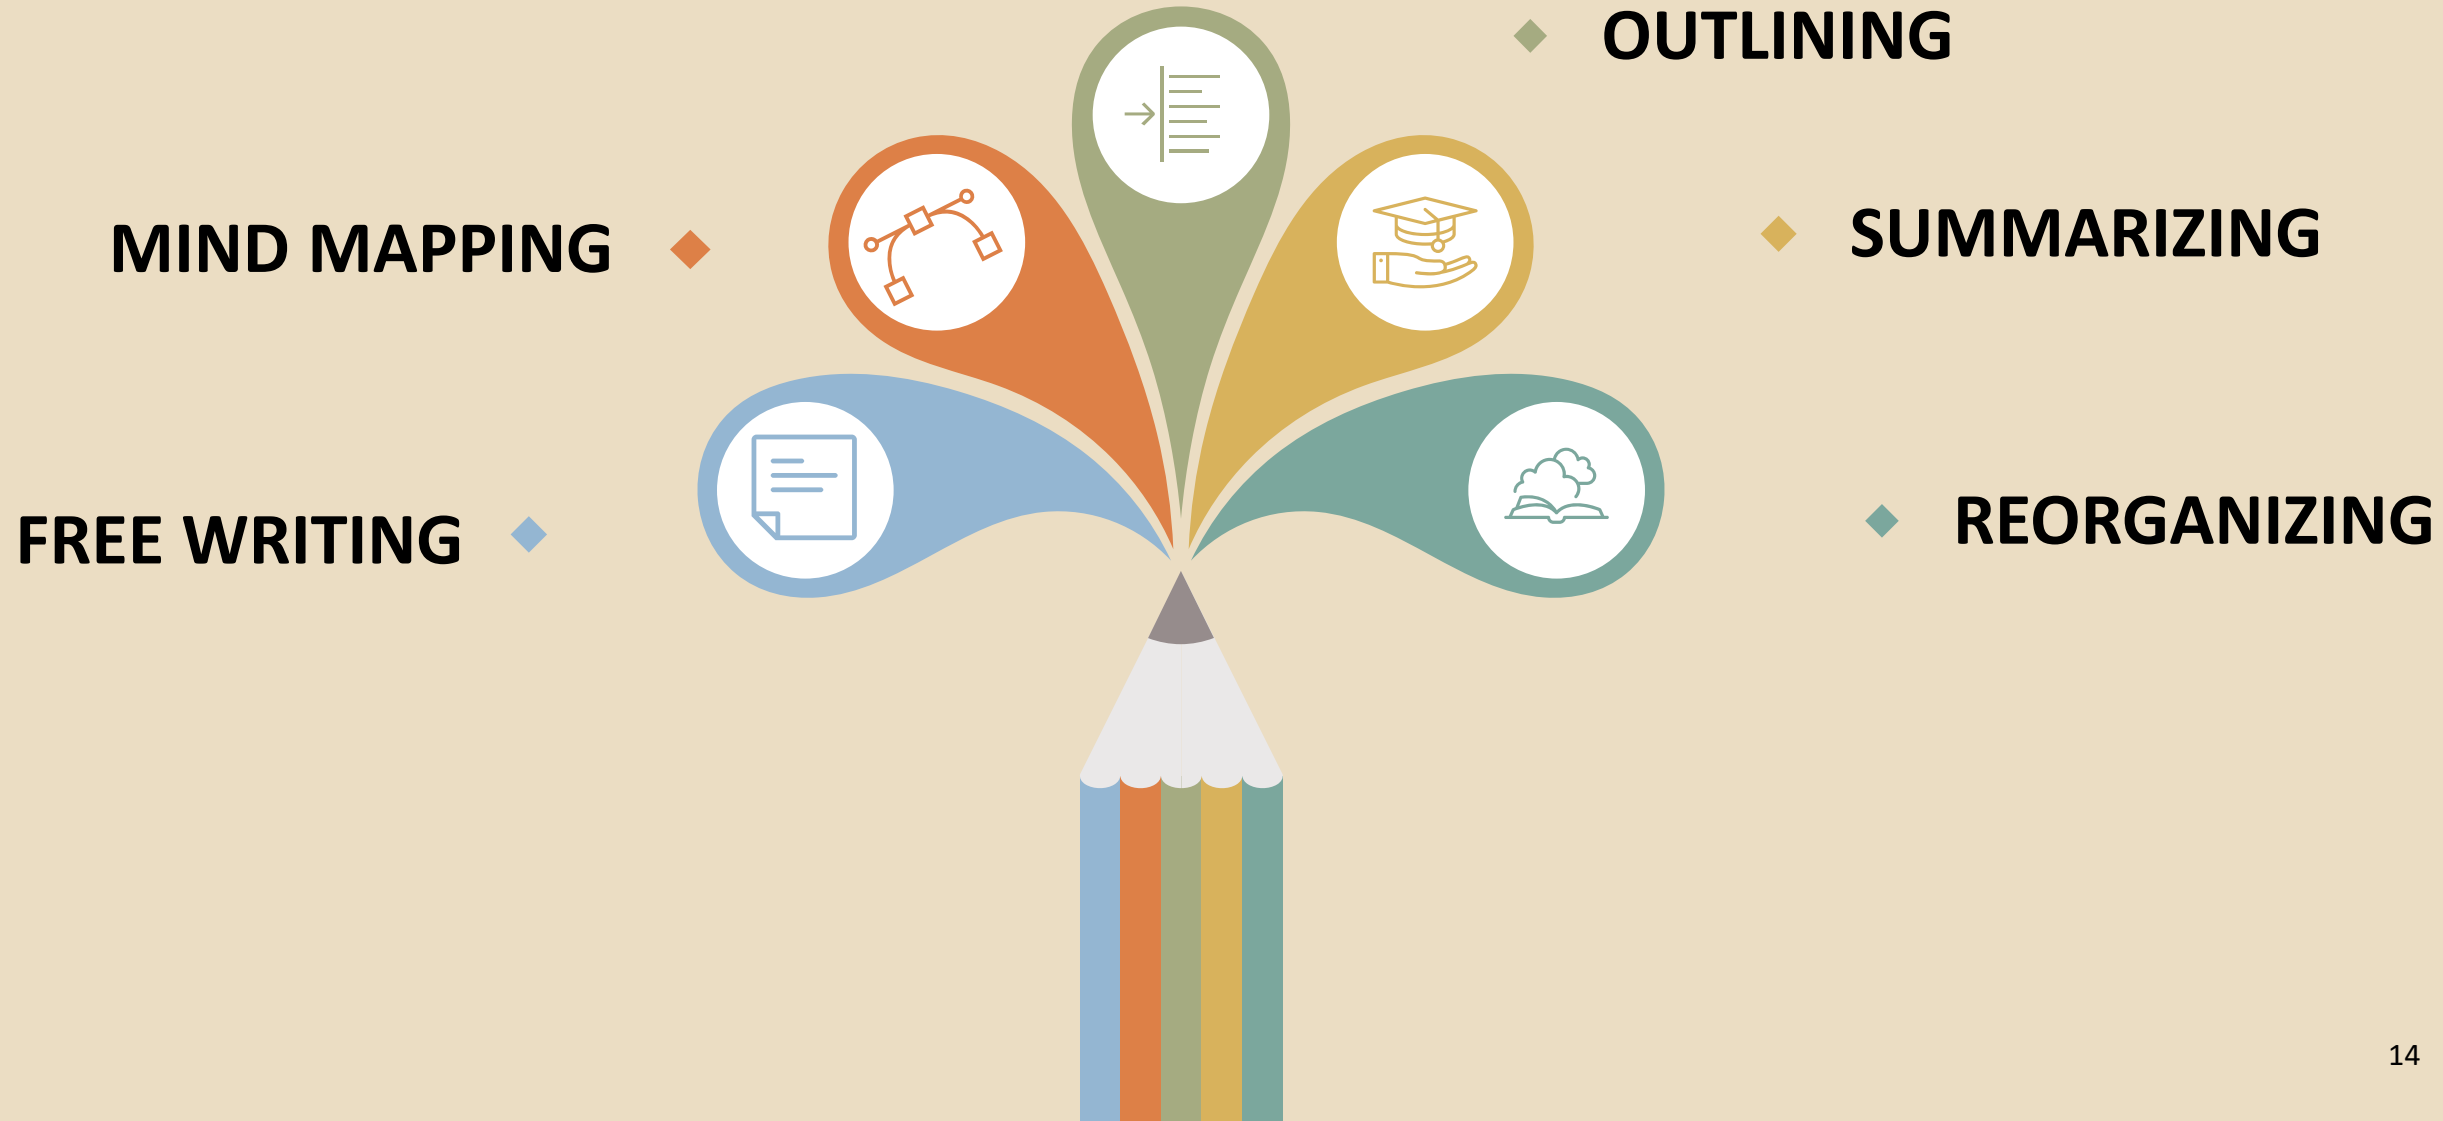 OUTLINING
MIND MAPPING
SUMMARIZING
FREE WRITING
REORGANIZING
14